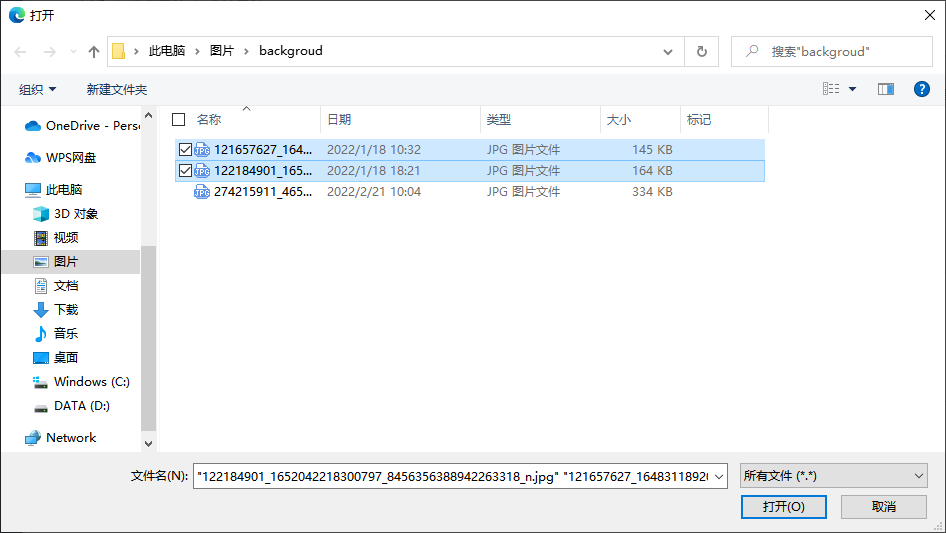 打开
此电脑 图片 backgroud 搜索"backgroud"
组织 新建文件夹
名称 日期 类型 大小 标记
OneDrive - Pers
WPS网盘
此电脑
3D 对象
视频
图片
文档
下载
音乐
桌面
Windows (C:)
DATA (D:)
Network
121657627_164... 2022/1/18 10:32 JPG 图片文件 145 KB
122184901_165... 2022/1/18 18:21 JPG 图片文件 164 KB
274215911_465... 2022/2/21 10:04 JPG 图片文件 334 KB
文件名(N): "122184901_1652042218300797_8456356388942263318_n.jpg" "121657627_1648311892 所有文件 (*.*)
打开(O) 取消